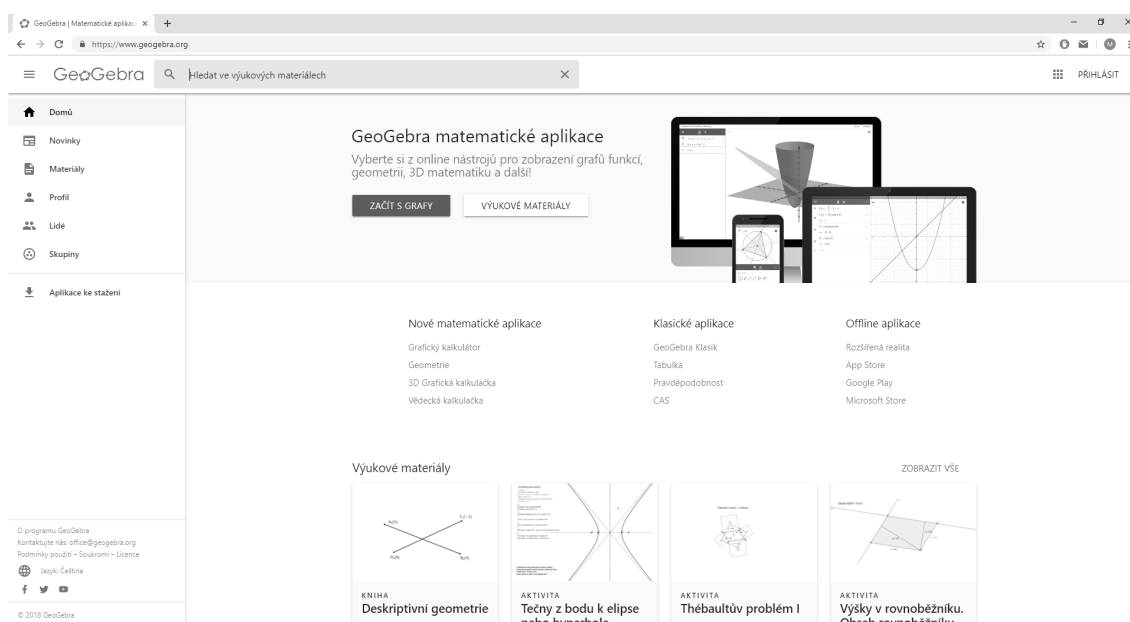 GeoGebra | Matematické aplikac
https://www.geogebra.org
M
GeoGebra
Hledat ve výukových materiálech
PŘIHLÁSIT
Domů
Novinky
Materiály
Profil
Lidé
Skupiny
Aplikace ke stažení
O programu GeoGebra
Kontaktujte nás: office@geogebra.org
Podmínky použití – Soukromí – Licence
Jazyk: Čeština
© 2018 GeoGebra
GeoGebra matematické aplikace
Vyberte si z online nástrojů pro zobrazení grafů funkcí,
geometrii, 3D matematiku a další!
ZAČÍT S GRAFY
VÝUKOVÉ MATERIÁLY
Nové matematické aplikace
Grafický kalkulátor
Geometrie
3D Grafická kalkulačka
Vědecká kalkulačka
Klasické aplikace
GeoGebra Klasik
Tabulka
Pravděpodobnost
CAS
Offline aplikace
Rozšířená realita
App Store
Google Play
Microsoft Store
Výukové materiály
ZOBRAZIT VŠE
KNIHA
Deskriptivní geometrie
AKTIVITA
Tečny z bodu k elipse
nebo hyperbole
AKTIVITA
Thébaultův problém I
AKTIVITA
Výšky v rovnoběžníku.
Obsah rovnoběžníku